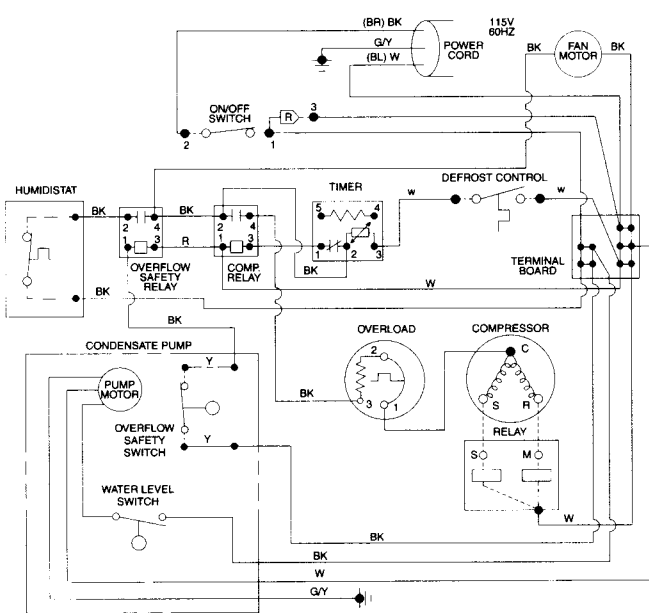 (BR) BK
115V
60HZ
G/Y
POWER
CORD
(BL) W
BK
FAN
MOTOR
BK
ON/OFF
SWITCH
R
3
2
1
HUMIDISTAT
TIMER
DEFROST CONTROL
BK
2
4
BK
2
4
5
4
W
W
1
3
R
1
3
1
2
3
OVERFLOW
SAFETY
RELAY
COMP.
RELAY
BK
TERMINAL
BOARD
W
BK
BK
OVERLOAD
COMPRESSOR
CONDENSATE PUMP
Y
2
C
PUMP
MOTOR
BK
3
1
S
R
OVERFLOW
SAFETY
SWITCH
Y
RELAY
S
M
WATER LEVEL
SWITCH
W
BK
BK
W
G/Y